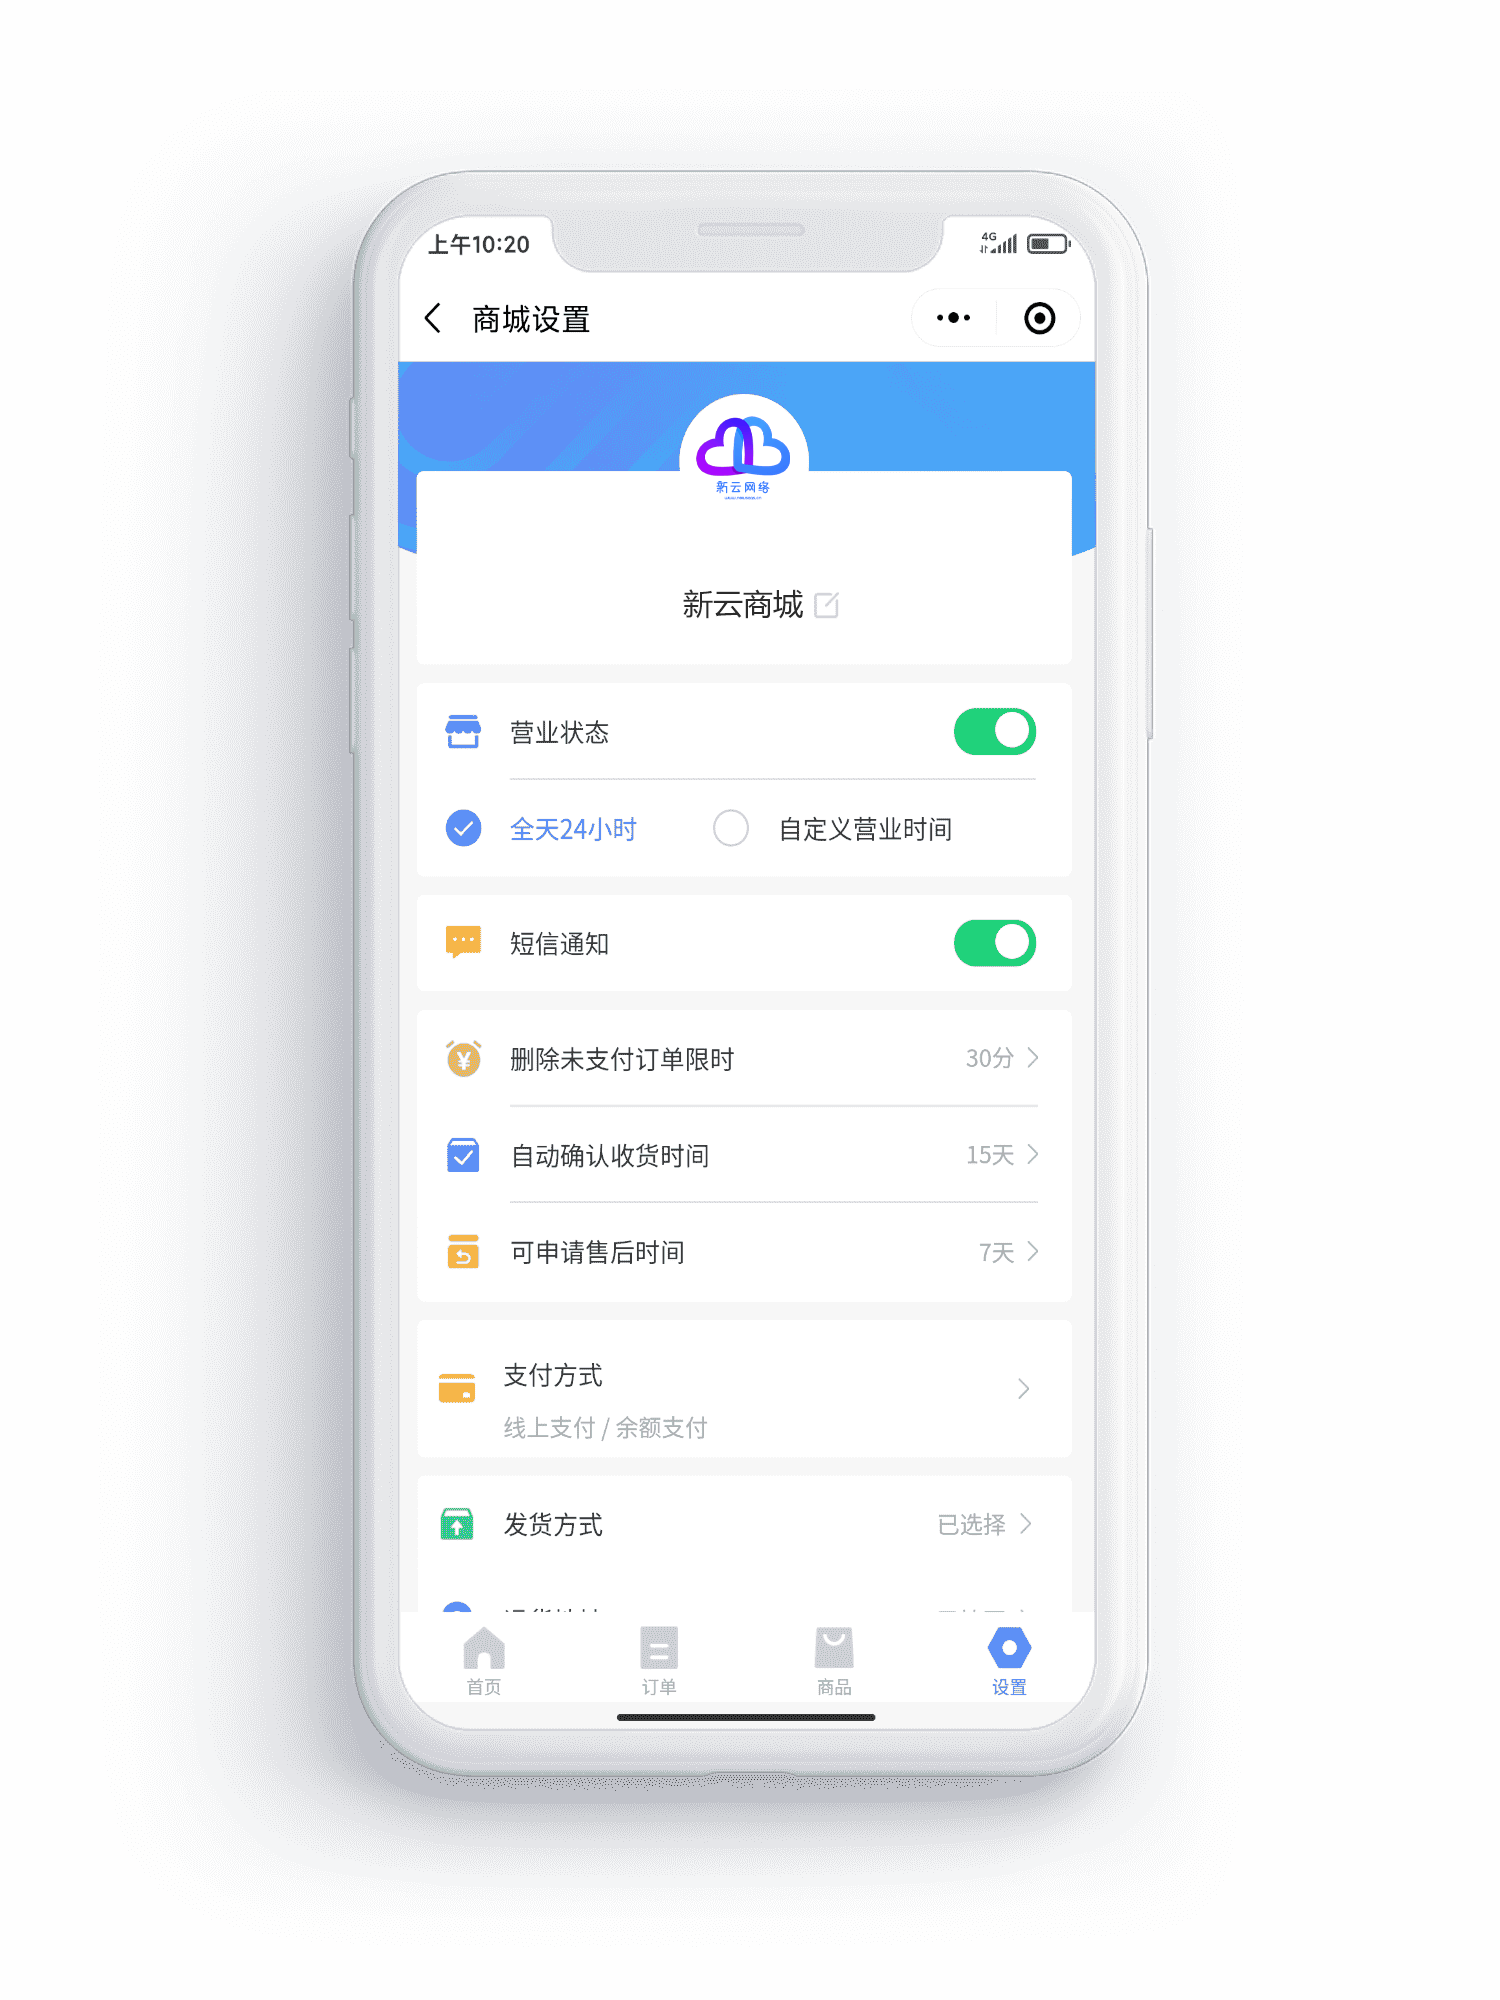 上午10:20
4G
商城设置
新云网络
新云商城
营业状态
全天24小时
自定义营业时间
短信通知
删除未支付订单限时
30分
自动确认收货时间
15天
可申请售后时间
7天
支付方式
线上支付 / 余额支付
发货方式
已选择
首页
订单
商品
设置